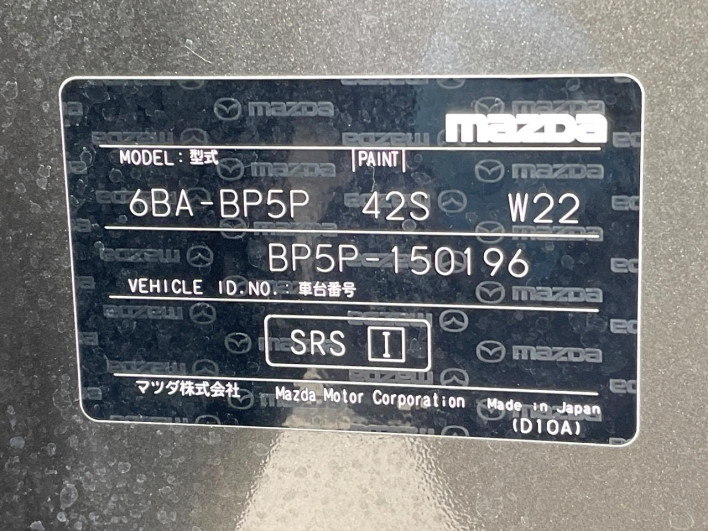 mazda
MODEL:型式 PAINT
6BA-BP5P 42S W22
BP5P-150196
VEHICLE ID.NO.:車台番号
SRS I
マツダ株式会社 Mazda Motor Corporation Made in Japan
(D10A)